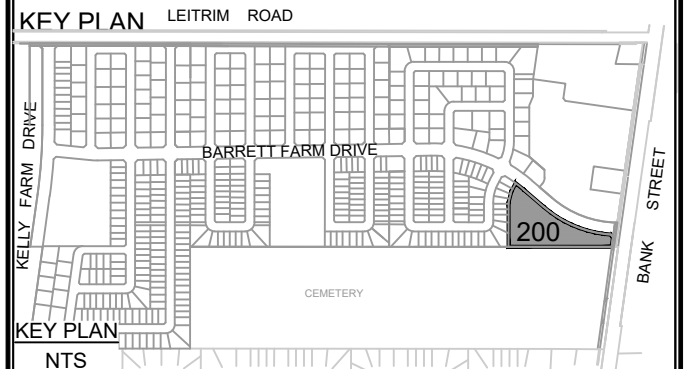 KEY PLAN
LEITRIM ROAD
KELLY FARM DRIVE
BARRETT FARM DRIVE
BANK STREET
200
CEMETERY
KEY PLAN
NTS